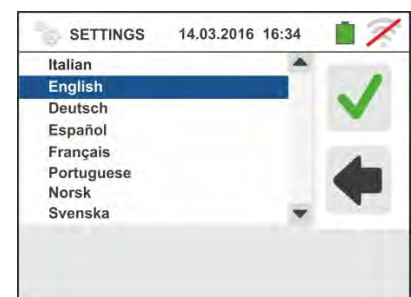 SETTINGS 14.03.2016 16:34
Italian
English
Deutsch
Español
Français
Portuguese
Norsk
Svenska